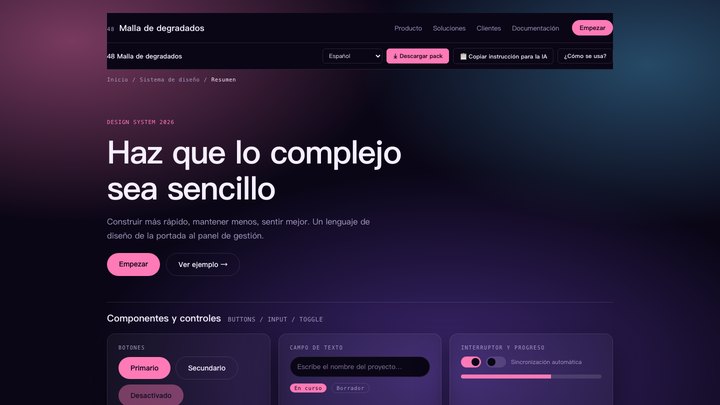 48 Malla de degradados
Producto Soluciones Clientes Documentación Empezar
48 Malla de degradados
Español Descargar pack Copiar instrucción para la IA ¿Cómo se usa?
Inicio / Sistema de diseño / Resumen
DESIGN SYSTEM 2026
Haz que lo complejo
sea sencillo
Construir más rápido, mantener menos, sentir mejor. Un lenguaje de
diseño de la portada al panel de gestión.
Empezar Ver ejemplo →
Componentes y controles BUTTONS / INPUT / TOGGLE
BOTONES
Primario Secundario
Desactivado
CAMPO DE TEXTO
Escribe el nombre del proyecto...
En curso Borrador
INTERRUPTOR Y PROGRESO
Sincronización automática